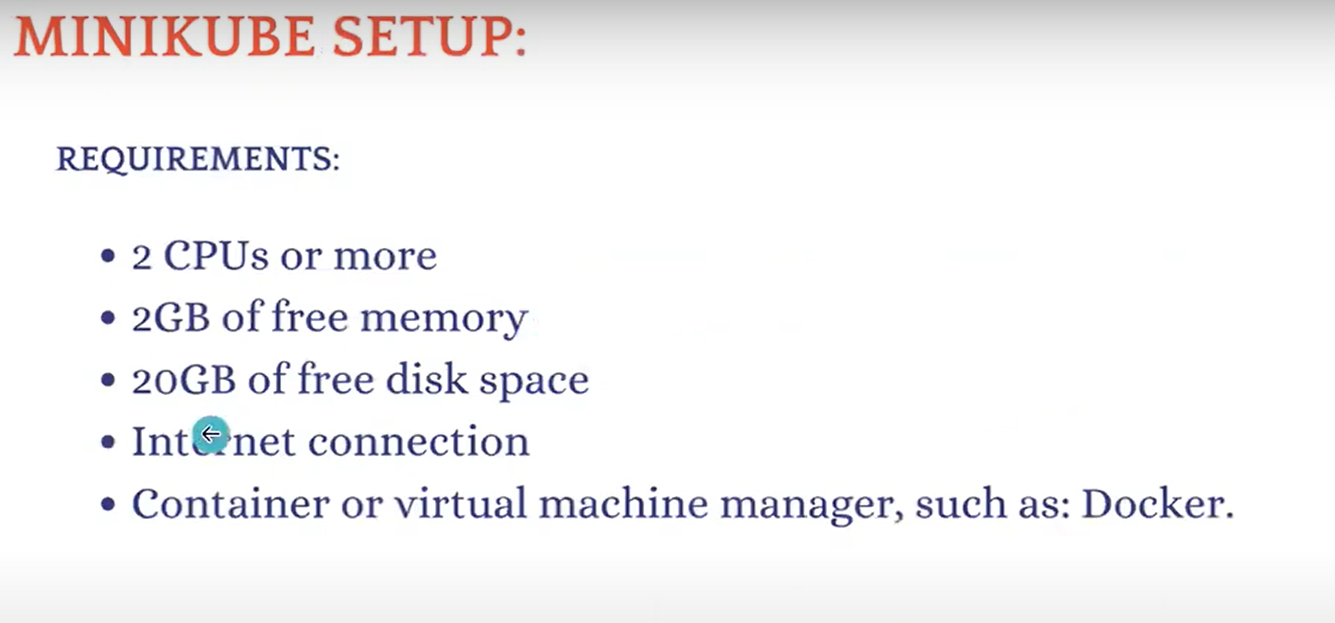 MINIKUBE SETUP:
REQUIREMENTS:
• 2 CPUs or more
• 2GB of free memory
• 20GB of free disk space
• Internet connection
• Container or virtual machine manager, such as: Docker.